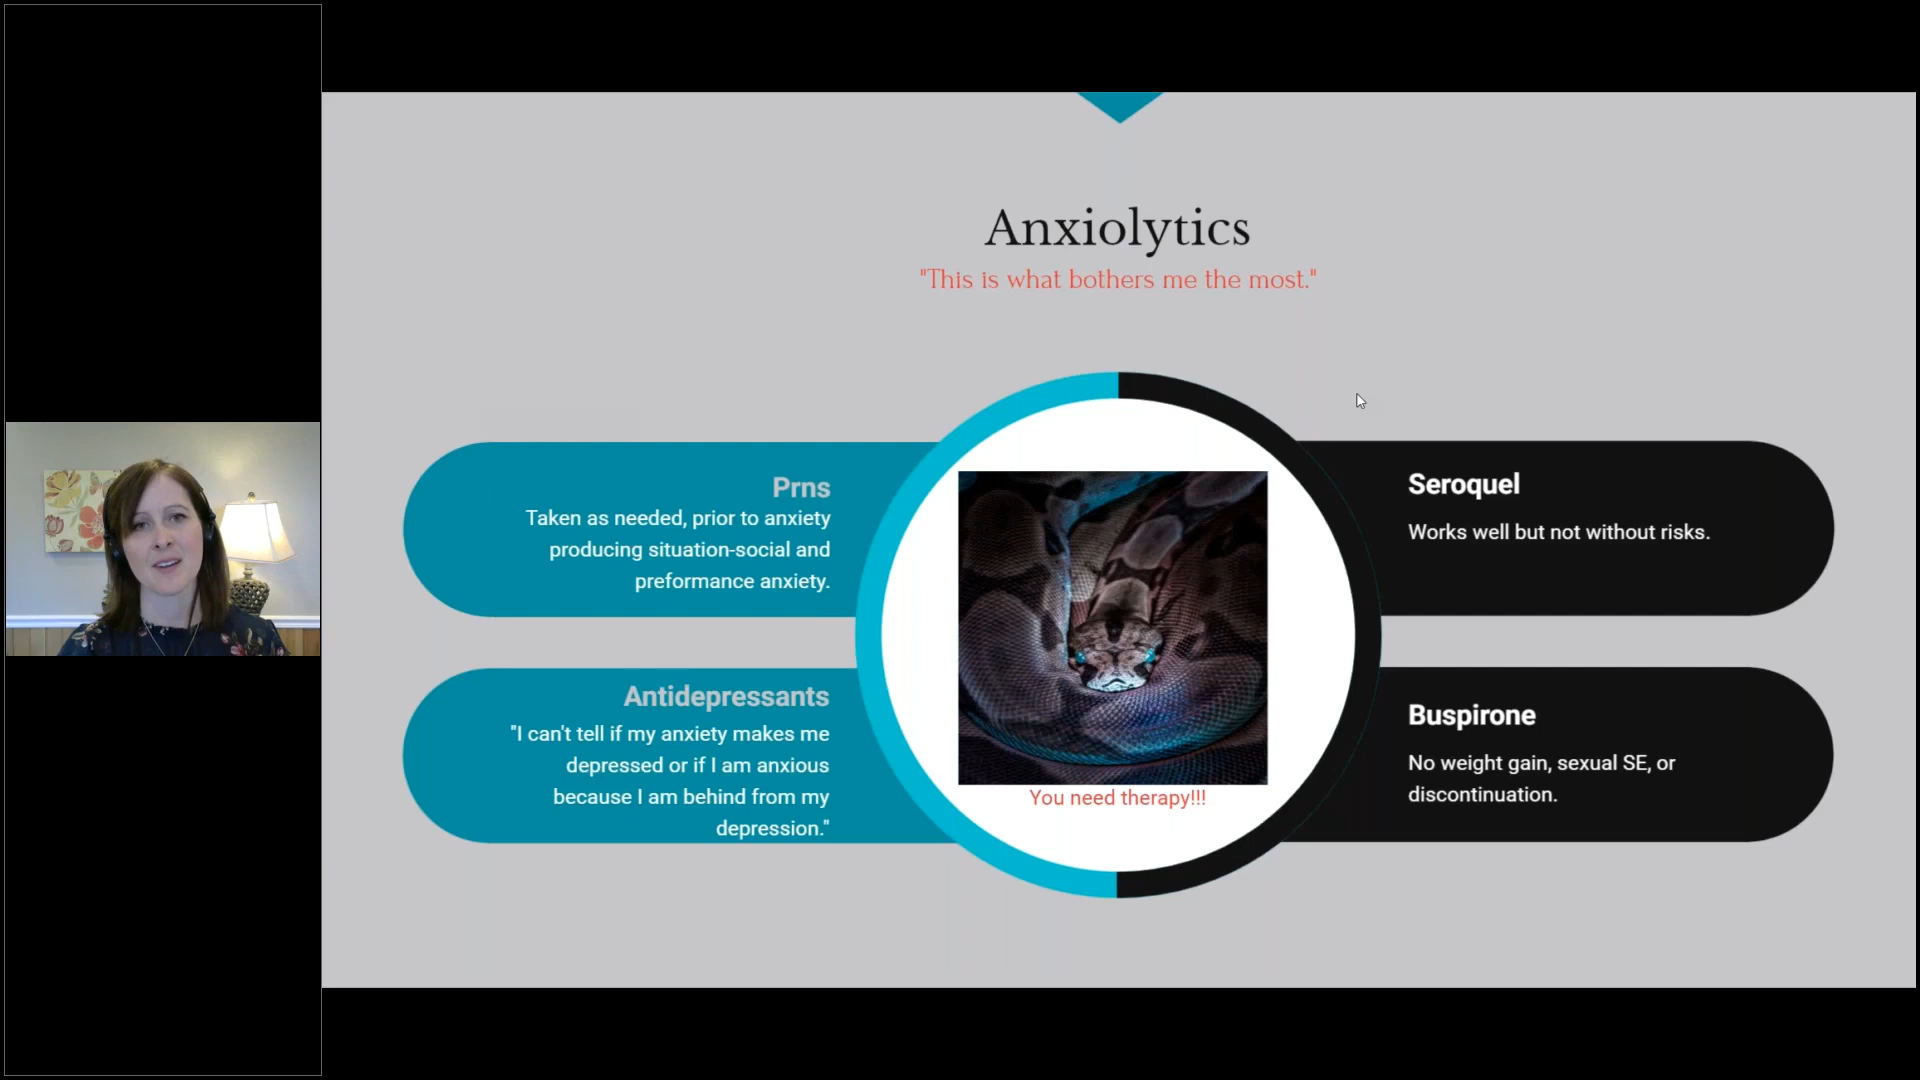 Anxiolytics
"This is what bothers me the most."
Prns
Taken as needed, prior to anxiety
producing situation-social and
preformance anxiety.
Antidepressants
"I can't tell if my anxiety makes me
depressed or if I am anxious
because I am behind from my
depression."
You need therapy!!!
Seroquel
Works well but not without risks.
Buspirone
No weight gain, sexual SE, or
discontinuation.